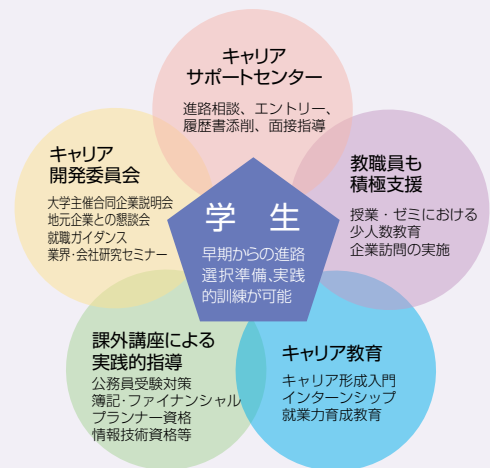 キャリア
サポートセンター
進路相談、エントリー、
履歴書添削、面接指導
キャリア
開発委員会
大学主催合同企業説明会
地元企業との懇談会
就職ガイダンス
業界・会社研究セミナー
教職員も
積極支援
授業・ゼミにおける
少人数教育
企業訪問の実施
学 生
早期からの進路
選択準備、実践
的訓練が可能
課外講座による
実践的指導
公務員受験対策
簿記・ファイナンシャル
プランナー資格
情報技術資格等
キャリア教育
キャリア形成入門
インターンシップ
就業力育成教育